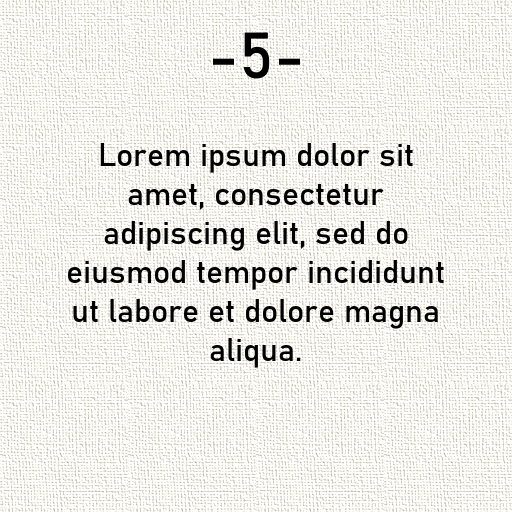 -5-
Lorem ipsum dolor sit
amet, consectetur
adipiscing elit, sed do
eiusmod tempor incididunt
ut labore et dolore magna
aliqua.